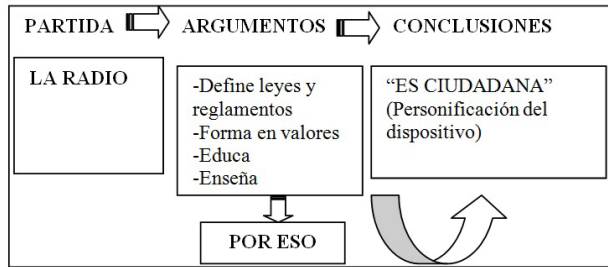 PARTIDA ARGUMENTOS CONCLUSIONES
LA RADIO
-Define leyes y
reglamentos
-Forma en valores
-Educa
-Enseña
“ES CIUDADANA”
(Personificación del
dispositivo)
POR ESO